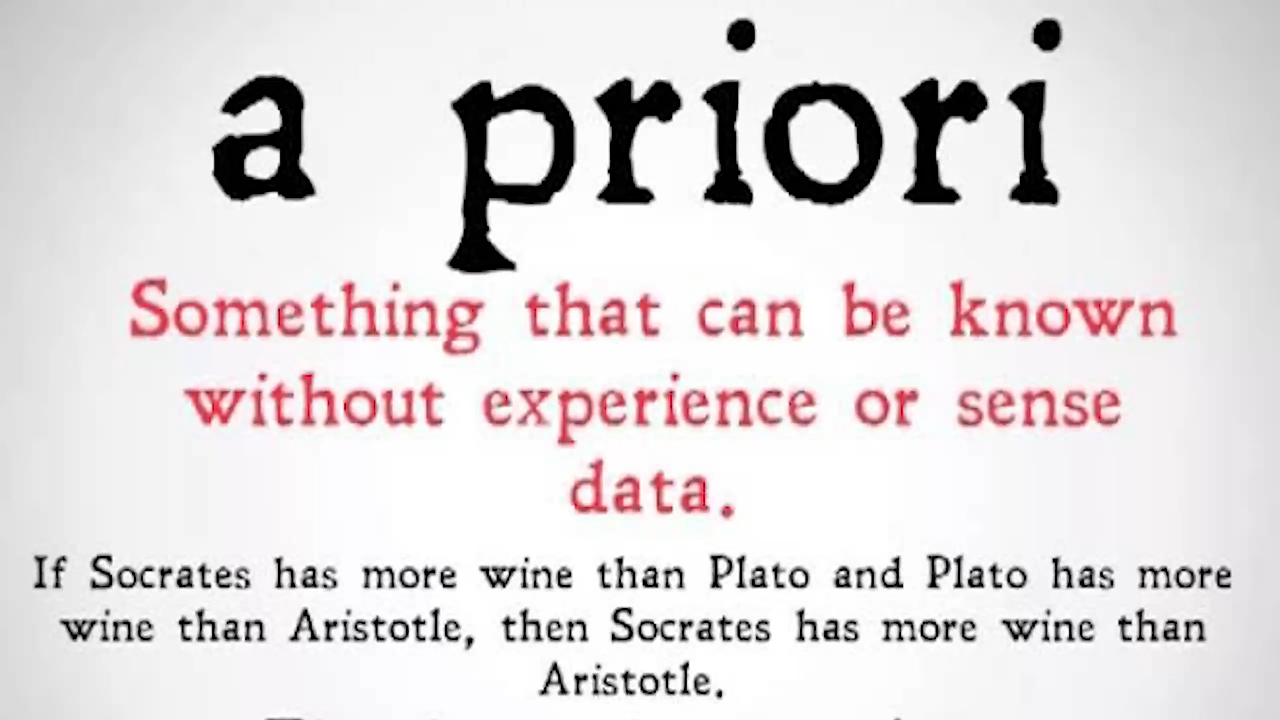 a priori
Something that can be known
without experience or sense
data.
If Socrates has more wine than Plato and Plato has more
wine than Aristotle, then Socrates has more wine than
Aristotle.